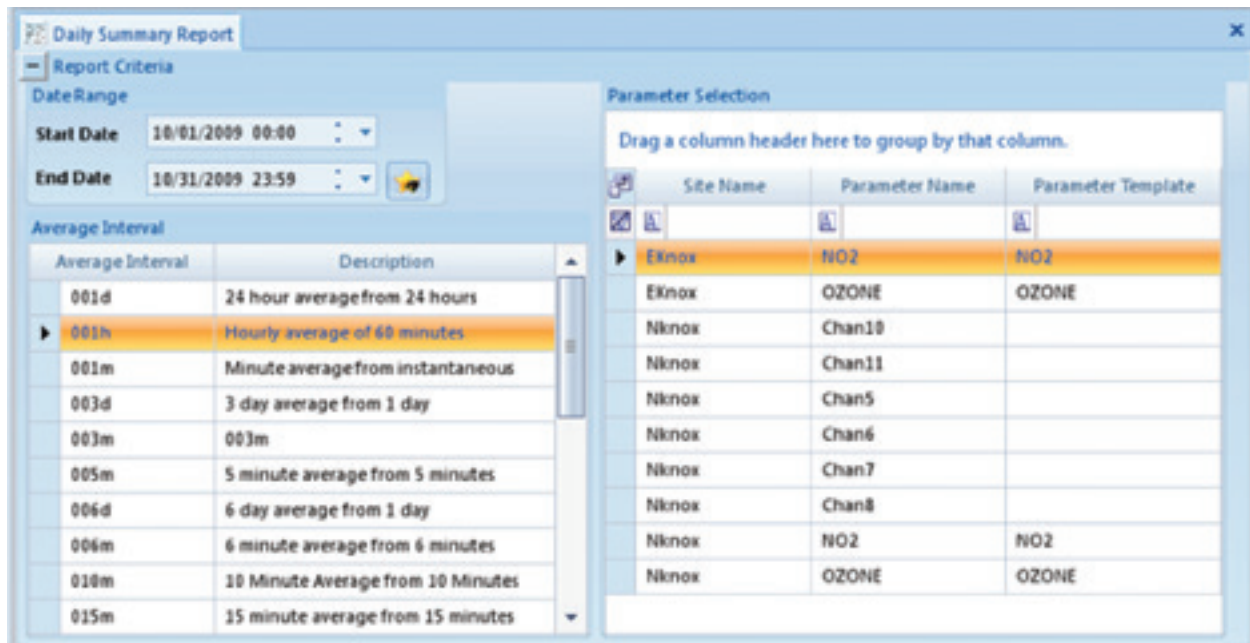 Daily Summary Report
Report Criteria
Date Range
Start Date 10/01/2009 00:00
End Date 10/31/2009 23:59
Average Interval
Average Interval Description
001d 24 hour average from 24 hours
001h Hourly average of 60 minutes
001m Minute average from instantaneous
003d 3 day average from 1 day
003m 003m
005m 5 minute average from 5 minutes
006d 6 day average from 1 day
006m 6 minute average from 6 minutes
010m 10 Minute Average from 10 Minutes
015m 15 minute average from 15 minutes
Parameter Selection
Drag a column header here to group by that column.
Site Name Parameter Name Parameter Template
A A A
EKnox NO2 NO2
EKnox OZONE OZONE
Nknox Chan10
Nknox Chan11
Nknox Chan5
Nknox Chan6
Nknox Chan7
Nknox Chan8
Nknox NO2 NO2
Nknox OZONE OZONE